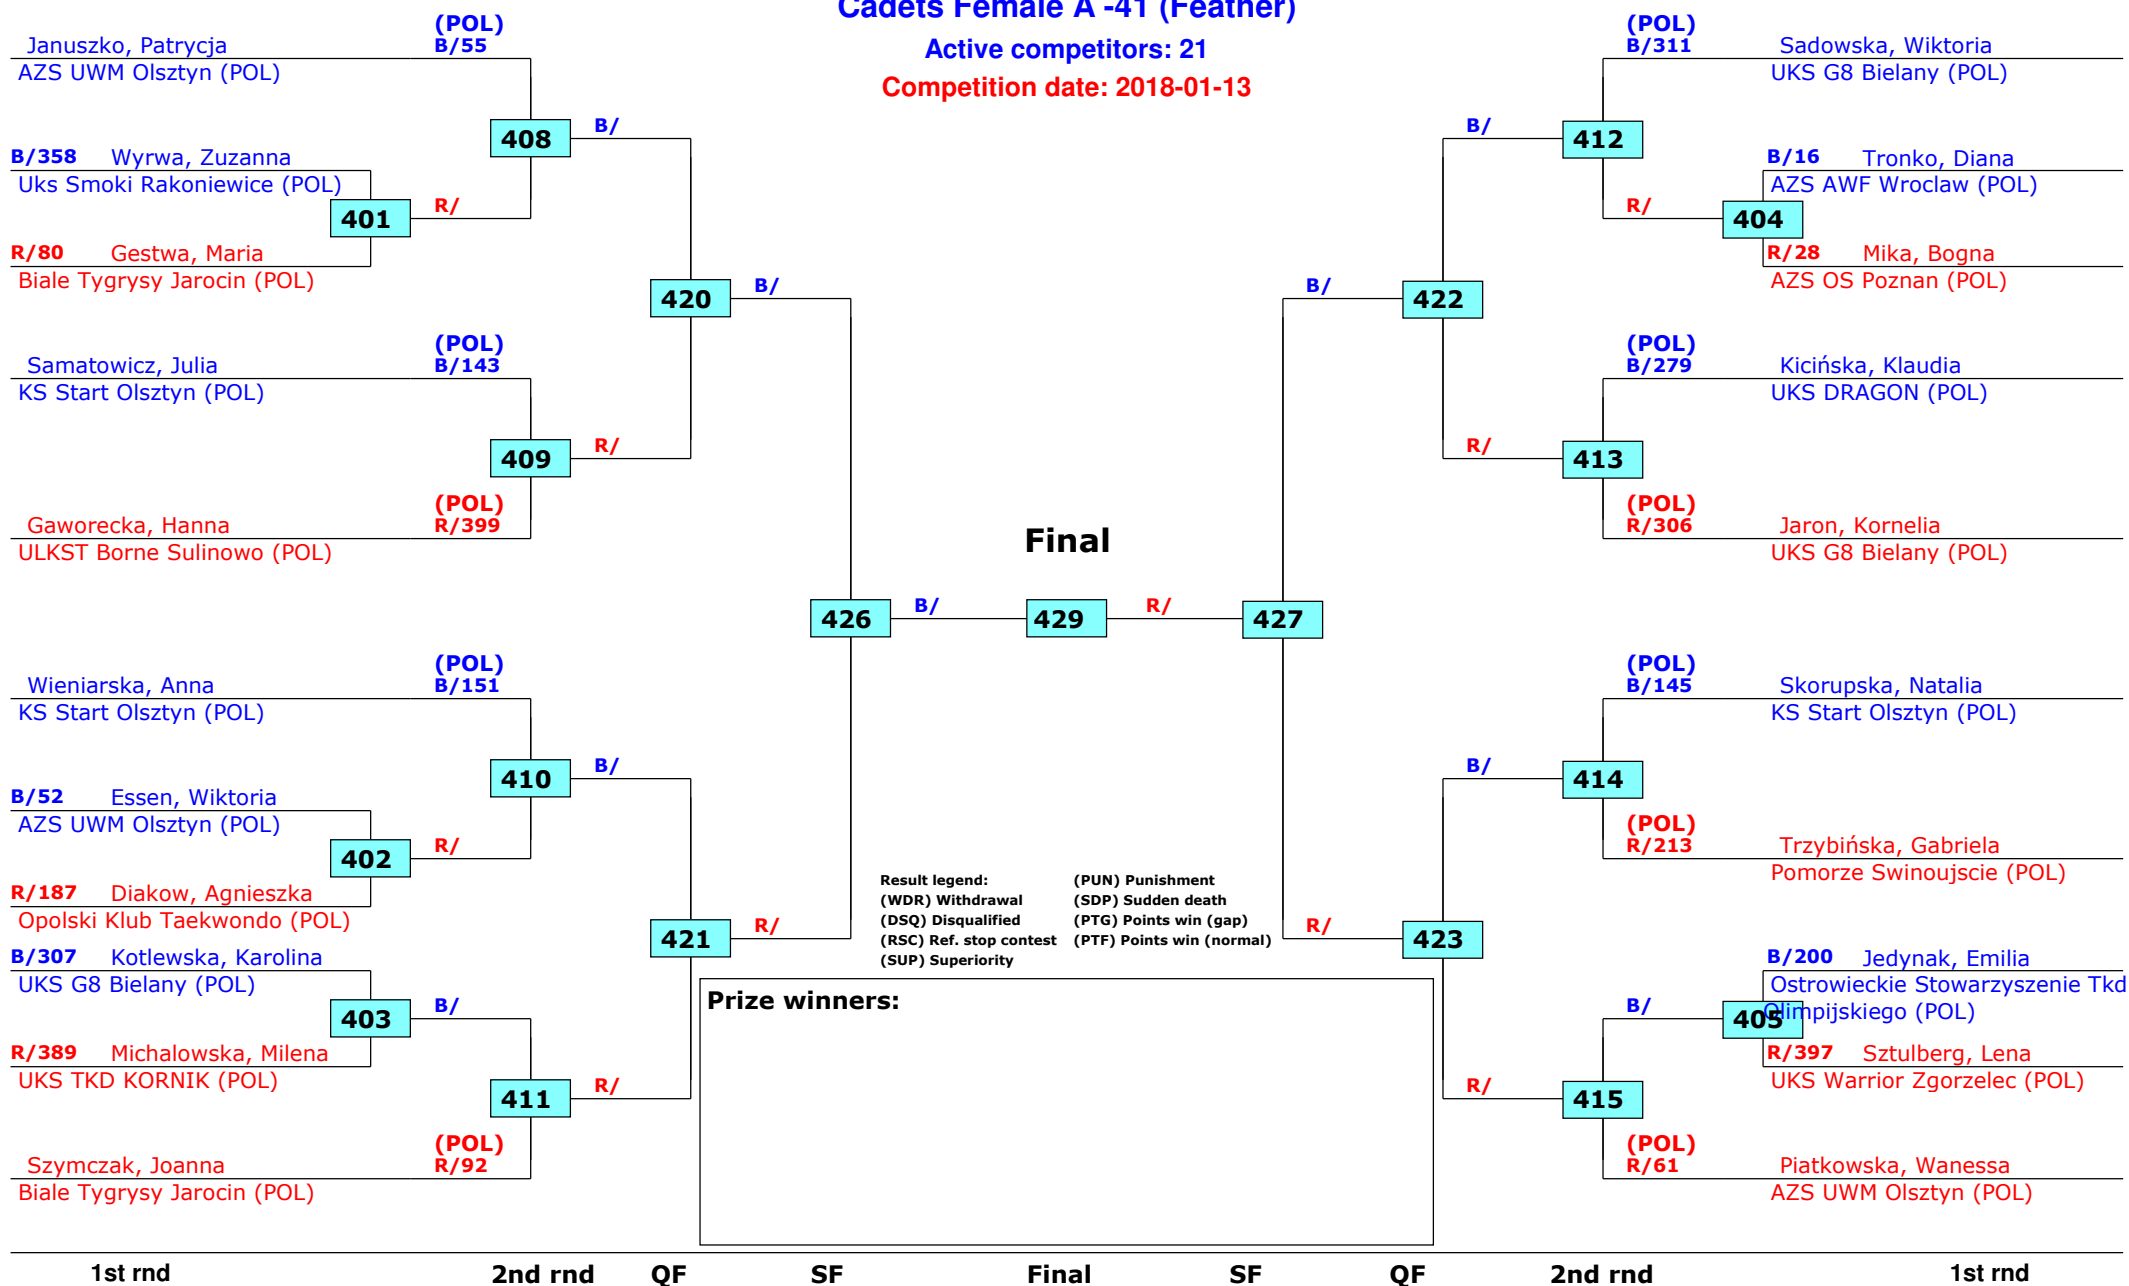 Cadets Female A -41 (Feather)
Active competitors: 21
Competition date: 2018-01-13
(POL)
Januszko, Patrycja B/55
AZS UWM Olsztyn (POL)
408
B/
B/358 Wyrwa, Zuzanna
Uks Smoki Rakoniewice (POL)
401
R/
R/80 Gestwa, Maria
Biale Tygrysy Jarocin (POL)
420
B/
(POL)
Samatowicz, Julia B/143
KS Start Olsztyn (POL)
409
R/
(POL)
Gaworecka, Hanna R/399
ULKST Borne Sulinowo (POL)
426
B/
(POL)
Wieniarska, Anna B/151
KS Start Olsztyn (POL)
410
B/
B/52 Essen, Wiktoria
AZS UWM Olsztyn (POL)
402
R/
R/187 Diakow, Agnieszka
Opolski Klub Taekwondo (POL)
421
R/
B/307 Kotlewska, Karolina
UKS G8 Bielany (POL)
403
B/
R/389 Michalowska, Milena
UKS TKD KORNIK (POL)
411
R/
(POL)
Szymczak, Joanna R/92
Biale Tygrysy Jarocin (POL)
Final
429
R/
427
(POL)
B/311 Sadowska, Wiktoria
UKS G8 Bielany (POL)
B/
412
B/16 Tronko, Diana
AZS AWF Wroclaw (POL)
R/
404
R/28 Mika, Bogna
AZS OS Poznan (POL)
B/
422
(POL)
B/279 Kicińska, Klaudia
UKS DRAGON (POL)
R/
413
(POL)
R/306 Jaron, Kornelia
UKS G8 Bielany (POL)
(POL)
B/145 Skorupska, Natalia
KS Start Olsztyn (POL)
B/
414
(POL)
R/213 Trzybińska, Gabriela
Pomorze Swinoujscie (POL)
R/
423
B/200 Jedynak, Emilia
Ostrowieckie Stowarzyszenie Tkd
Olimpijskiego (POL)
B/
405
R/397 Sztulberg, Lena
UKS Warrior Zgorzelec (POL)
R/
415
(POL)
R/61 Piatkowska, Wanessa
AZS UWM Olsztyn (POL)
Result legend: (PUN) Punishment
(WDR) Withdrawal (SDP) Sudden death
(DSQ) Disqualified (PTG) Points win (gap)
(RSC) Ref. stop contest (PTF) Points win (normal)
(SUP) Superiority
Prize winners:
1st rnd 2nd rnd QF SF Final SF QF 2nd rnd 1st rnd